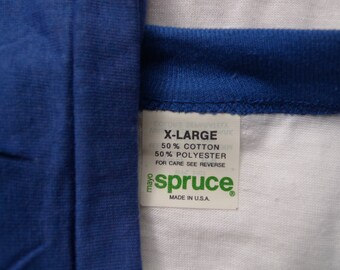 X-LARGE
50% COTTON
50% POLYESTER
FOR CARE SEE REVERSE
mayo spruce®
MADE IN U.S.A.